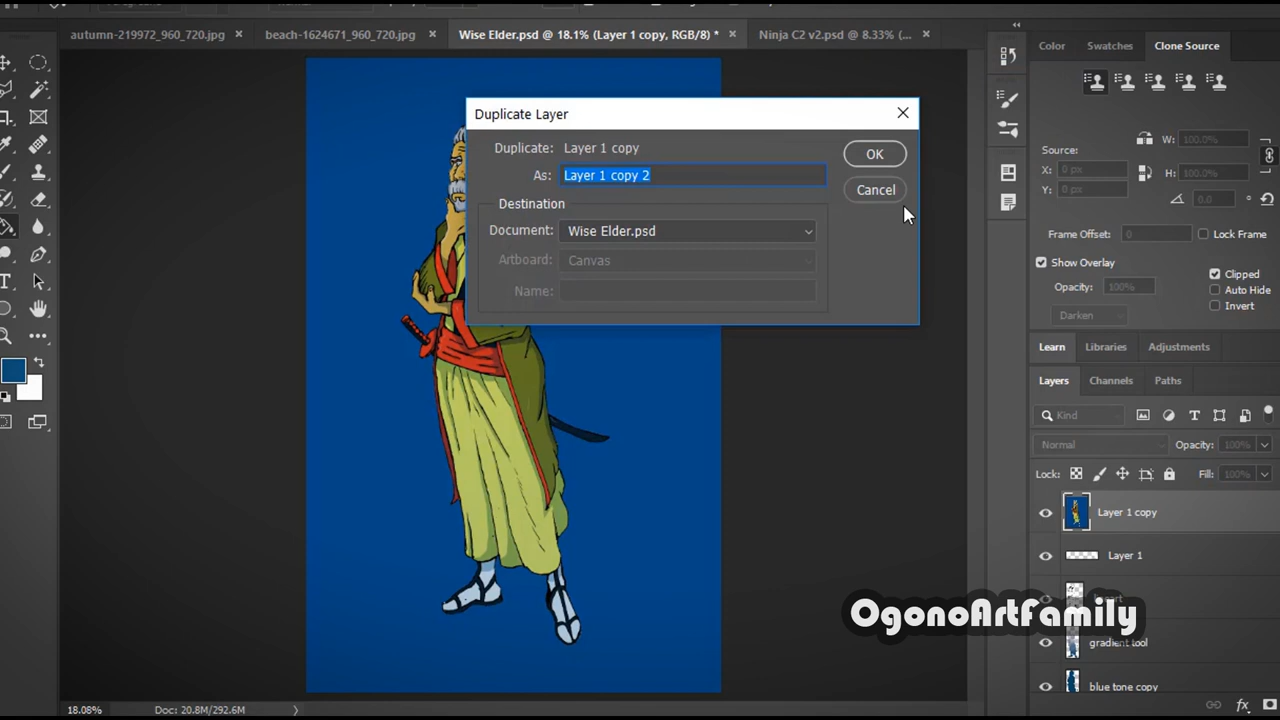 autumn-219972_960_720.jpg ×
beach-1624671_960_720.jpg ×
Wise Elder.psd @ 18.1% (Layer 1 copy, RGB/8) * ×
Ninja C2 v2.psd @ 8.33% (... ×
Duplicate Layer
Duplicate: Layer 1 copy
As: Layer 1 copy 2
OK
Cancel
Destination
Document: Wise Elder.psd
Artboard: Canvas
Name:
Color Swatches Clone Source
Source:
W: 100.0%
X: 0 px
H: 100.0%
Y: 0 px
0.0 °
Frame Offset: 0 Lock Frame
Show Overlay
Clipped
Opacity: 100%
Auto Hide
Invert
Darken
Learn Libraries Adjustments
Layers Channels Paths
Kind
Normal Opacity: 100%
Lock: Fill: 100%
Layer 1 copy
Layer 1
OgonoArtFamily
gradient tool
blue tone copy
fx
18.08% Doc: 20.8M/292.6M